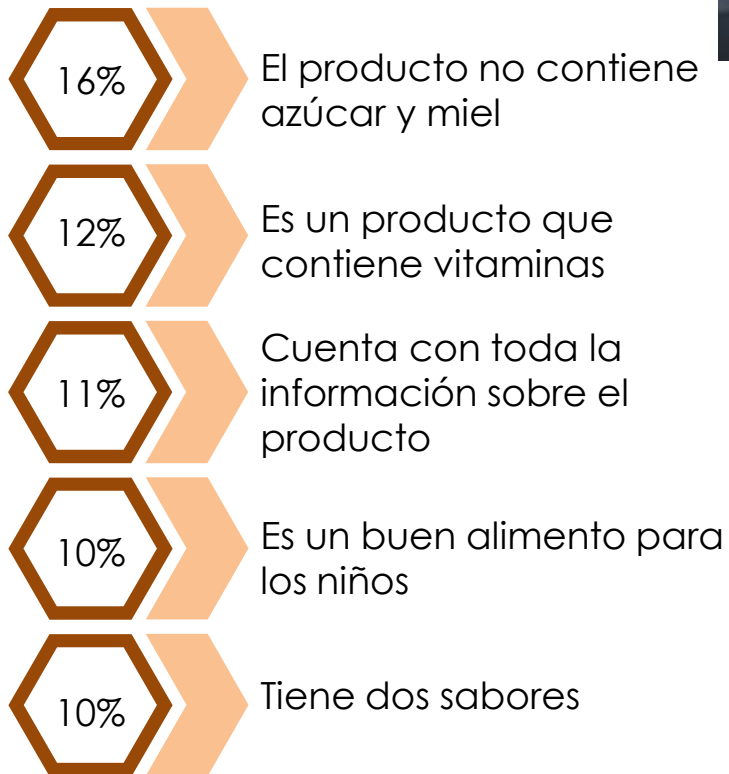 16%
El producto no contiene
azúcar y miel
12%
Es un producto que
contiene vitaminas
11%
Cuenta con toda la
información sobre el
producto
10%
Es un buen alimento para
los niños
10%
Tiene dos sabores